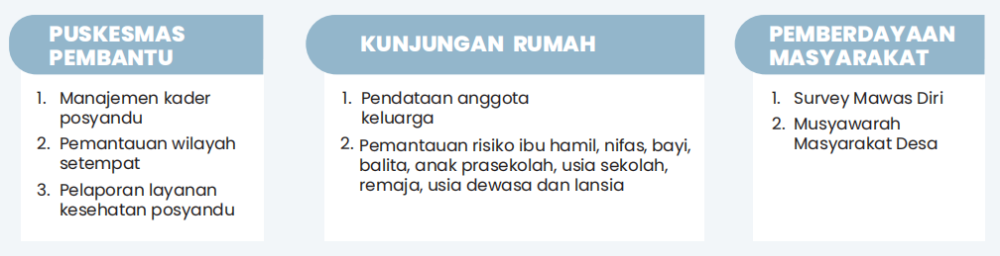 PUSKESMAS
PEMBANTU
1. Manajemen kader
posyandu
2. Pemantauan wilayah
setempat
3. Pelaporan layanan
kesehatan posyandu
KUNJUNGAN RUMAH
1. Pendataan anggota
keluarga
2. Pemantauan risiko ibu hamil, nifas, bayi,
balita, anak prasekolah, usia sekolah,
remaja, usia dewasa dan lansia
PEMBERDAYAAN
MASYARAKAT
1. Survey Mawas Diri
2. Musyawarah
Masyarakat Desa